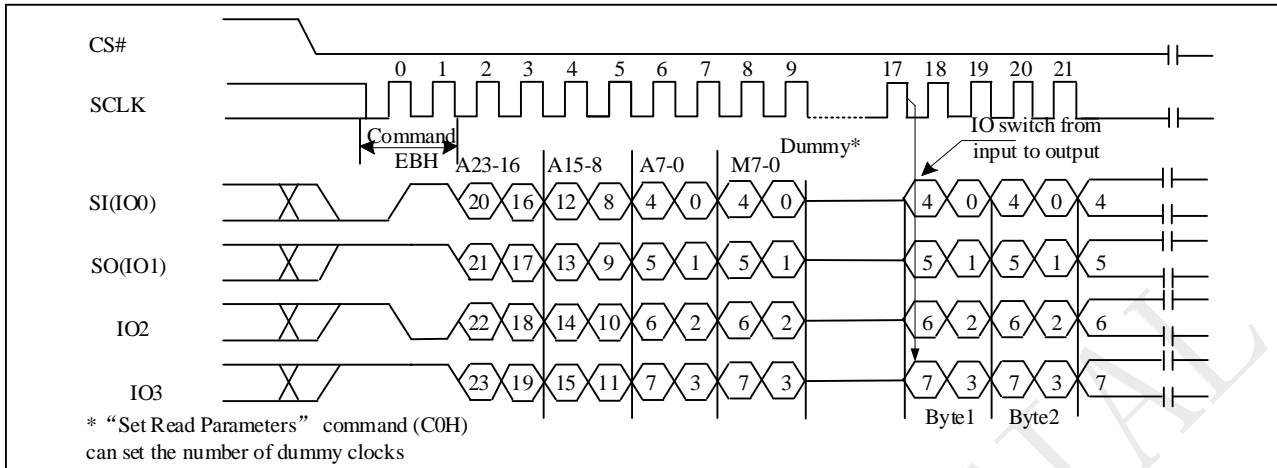 CS#
0 1 2 3 4 5 6 7 8 9 17 18 19 20 21
SCLK
Command
EBH
Dummy*
IO switch from
input to output
A23-16 A15-8 A7-0 M7-0
SI(IO0) 20 16 12 8 4 0 4 0 4 0 4 0 4
SO(IO1) 21 17 13 9 5 1 5 1 5 1 5 1 5
IO2 22 18 14 10 6 2 6 2 6 2 6 2 6
IO3 23 19 15 11 7 3 7 3 7 3 7 3 7
Byte1 Byte2
* “Set Read Parameters” command (C0H)
can set the number of dummy clocks